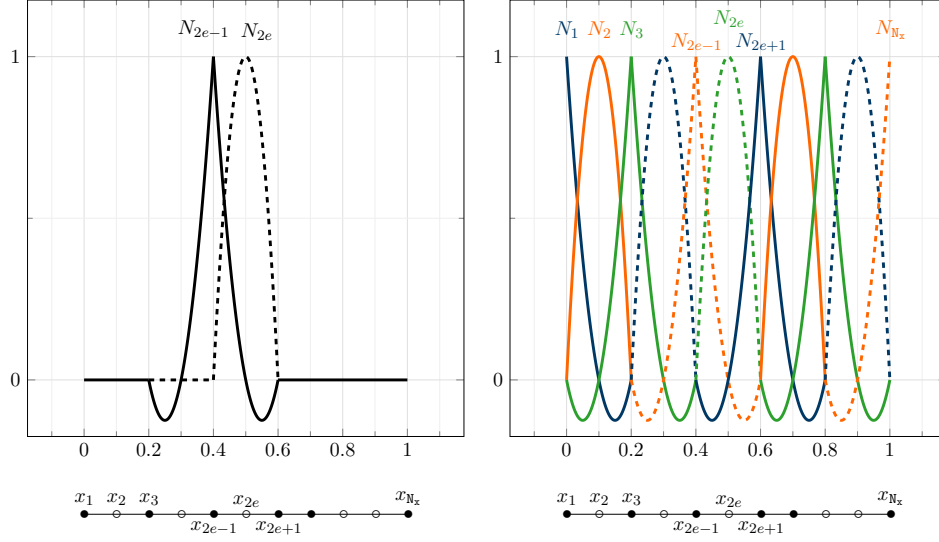 N_{2e−1} N_{2e}
1
0
0 0.2 0.4 0.6 0.8 1
x_1 x_2 x_3 x_{2e} x_{N_x}
x_{2e−1} x_{2e+1}
N_1 N_2 N_3 N_{2e−1} N_{2e} N_{2e+1} N_{N_x}
1
0
0 0.2 0.4 0.6 0.8 1
x_1 x_2 x_3 x_{2e} x_{N_x}
x_{2e−1} x_{2e+1}